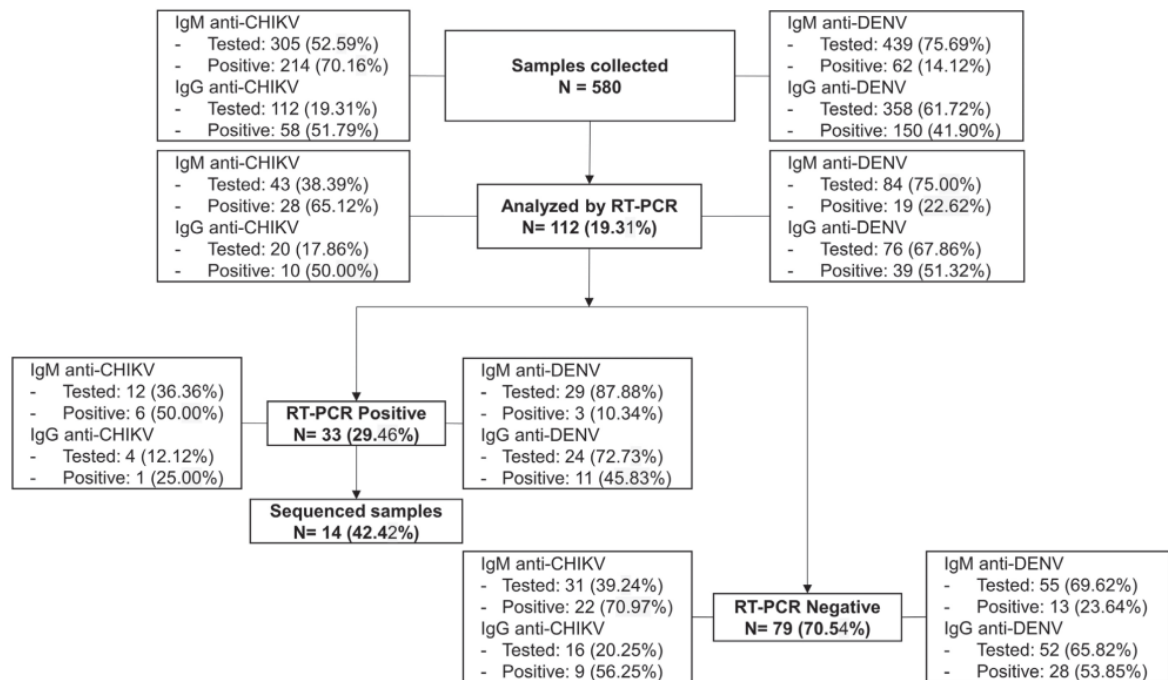 IgM anti-CHIKV
- Tested: 305 (52.59%)
- Positive: 214 (70.16%)
IgG anti-CHIKV
- Tested: 112 (19.31%)
- Positive: 58 (51.79%)
Samples collected
N = 580
IgM anti-DENV
- Tested: 439 (75.69%)
- Positive: 62 (14.12%)
IgG anti-DENV
- Tested: 358 (61.72%)
- Positive: 150 (41.90%)
IgM anti-CHIKV
- Tested: 43 (38.39%)
- Positive: 28 (65.12%)
IgG anti-CHIKV
- Tested: 20 (17.86%)
- Positive: 10 (50.00%)
Analyzed by RT-PCR
N= 112 (19.31%)
IgM anti-DENV
- Tested: 84 (75.00%)
- Positive: 19 (22.62%)
IgG anti-DENV
- Tested: 76 (67.86%)
- Positive: 39 (51.32%)
IgM anti-CHIKV
- Tested: 12 (36.36%)
- Positive: 6 (50.00%)
IgG anti-CHIKV
- Tested: 4 (12.12%)
- Positive: 1 (25.00%)
RT-PCR Positive
N= 33 (29.46%)
IgM anti-DENV
- Tested: 29 (87.88%)
- Positive: 3 (10.34%)
IgG anti-DENV
- Tested: 24 (72.73%)
- Positive: 11 (45.83%)
Sequenced samples
N= 14 (42.42%)
IgM anti-CHIKV
- Tested: 31 (39.24%)
- Positive: 22 (70.97%)
IgG anti-CHIKV
- Tested: 16 (20.25%)
- Positive: 9 (56.25%)
RT-PCR Negative
N= 79 (70.54%)
IgM anti-DENV
- Tested: 55 (69.62%)
- Positive: 13 (23.64%)
IgG anti-DENV
- Tested: 52 (65.82%)
- Positive: 28 (53.85%)